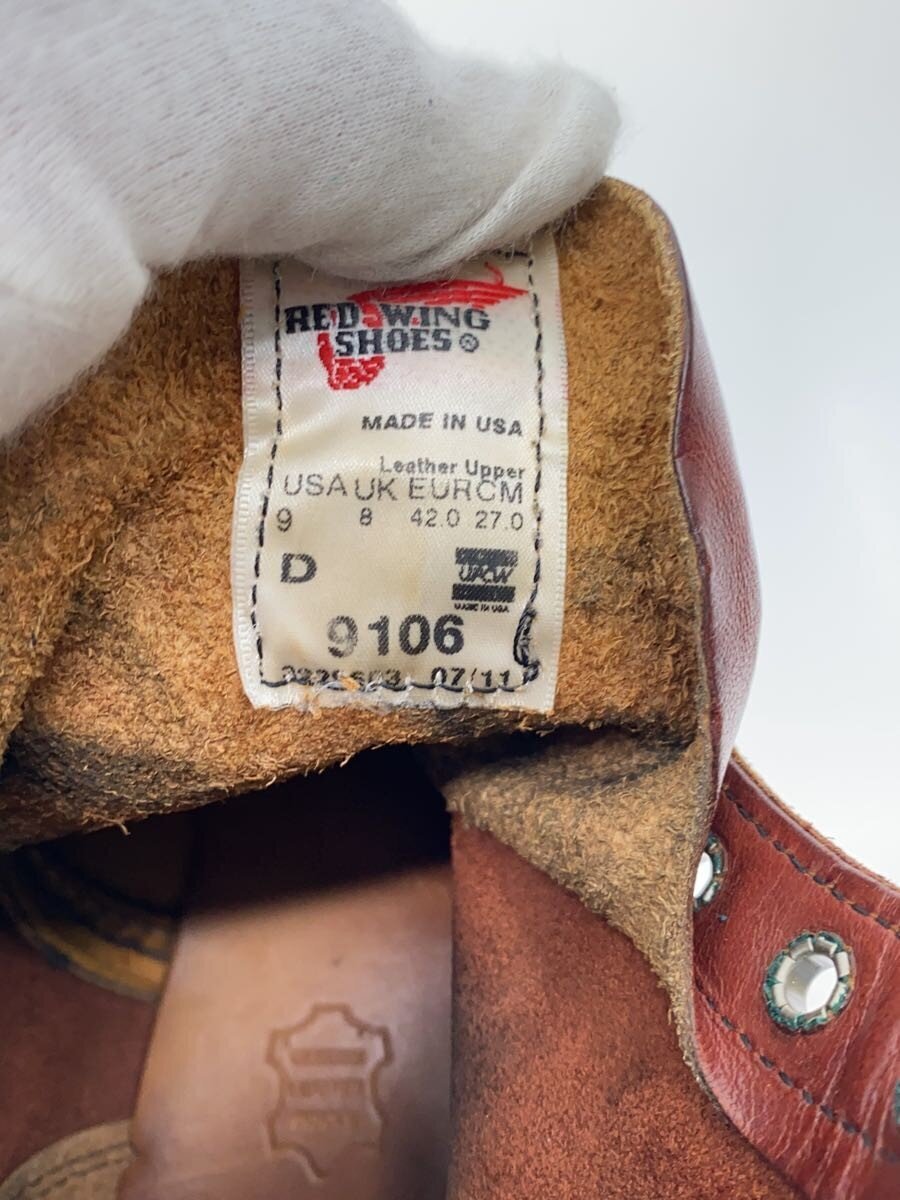 RED WING
SHOES®
MADE IN USA
Leather Upper
USA UK EUR CM
9 8 42.0 27.0
D
UFCW
MADE IN USA
9106
07/11